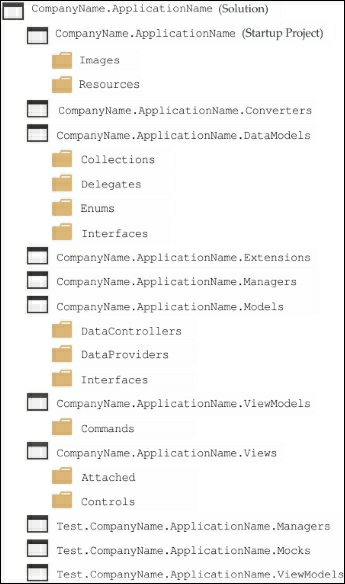 CompanyName.ApplicationName (Solution)
CompanyName.ApplicationName (Startup Project)
Images
Resources
CompanyName.ApplicationName.Converters
CompanyName.ApplicationName.DataModels
Collections
Delegates
Enums
Interfaces
CompanyName.ApplicationName.Extensions
CompanyName.ApplicationName.Managers
CompanyName.ApplicationName.Models
DataControllers
DataProviders
Interfaces
CompanyName.ApplicationName.ViewModels
Commands
CompanyName.ApplicationName.Views
Attached
Controls
Test.CompanyName.ApplicationName.Managers
Test.CompanyName.ApplicationName.Mocks
Test.CompanyName.ApplicationName.ViewModels